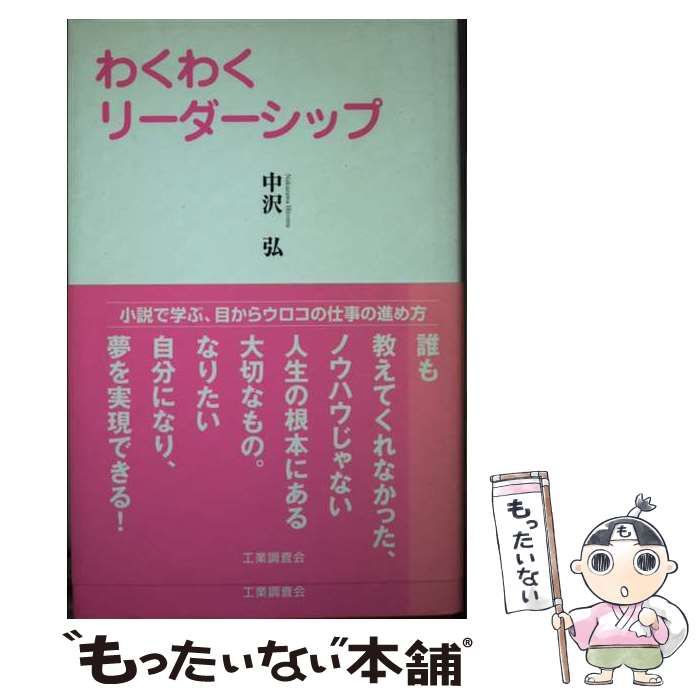 わくわく
リーダーシップ
中沢 弘
Nakazawa Hiroshi
小説で学ぶ、目からウロコの仕事の進め方
誰も
教えてくれなかった、
ノウハウじゃない
人生の根本にある
大切なもの。
なりたい
自分になり、
夢を実現できる!
工業調査会
工業調査会
も
もったいない
“もったいない本舗®